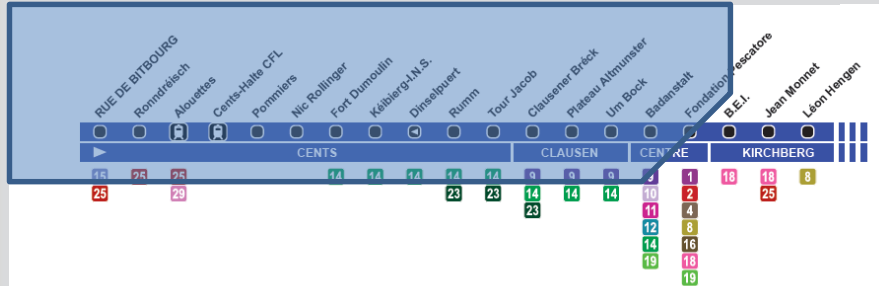 RUE DE BITBOURG
Ronndréisch
Alouettes
Cents-Halte CFL
Pommiers
Nic Rollinger
Fort Dumoulin
Kéibierg-I.N.S.
Dinselpuert
Rumm
Tour Jacob
Clausener Bréck
Plateau Altmunster
Um Bock
Badanstalt
Fondation Pescatore
B.E.I.
Jean Monnet
Léon Hengen
CENTS CLAUSEN CENTRE KIRCHBERG
15 25 25 14 14 14 14 14 9 9 9 9 1 18 18 8
25 29 23 23 14 14 14 10 2 25
23 11 4
12 8
14 16
19 18
19